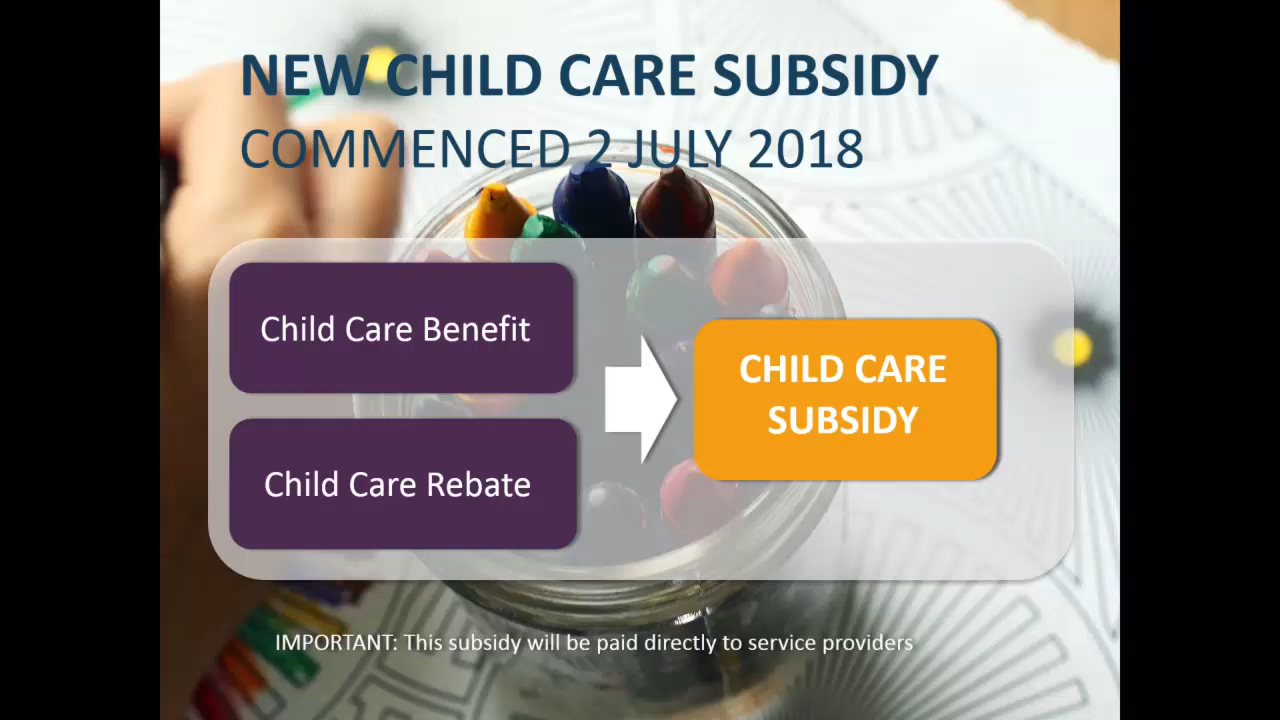 NEW CHILD CARE SUBSIDY
COMMENCED 2 JULY 2018
Child Care Benefit
Child Care Rebate
CHILD CARE
SUBSIDY
IMPORTANT: This subsidy will be paid directly to service providers